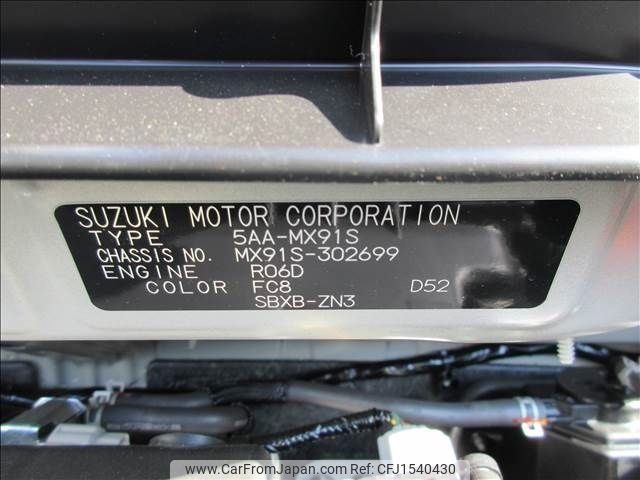 SUZUKI MOTOR CORPORATION
TYPE 5AA-MX91S
CHASSIS NO. MX91S-302699
ENGINE R06D
COLOR FC8 D52
SBXB-ZN3
www.CarFromJapan.com CFJ1540430